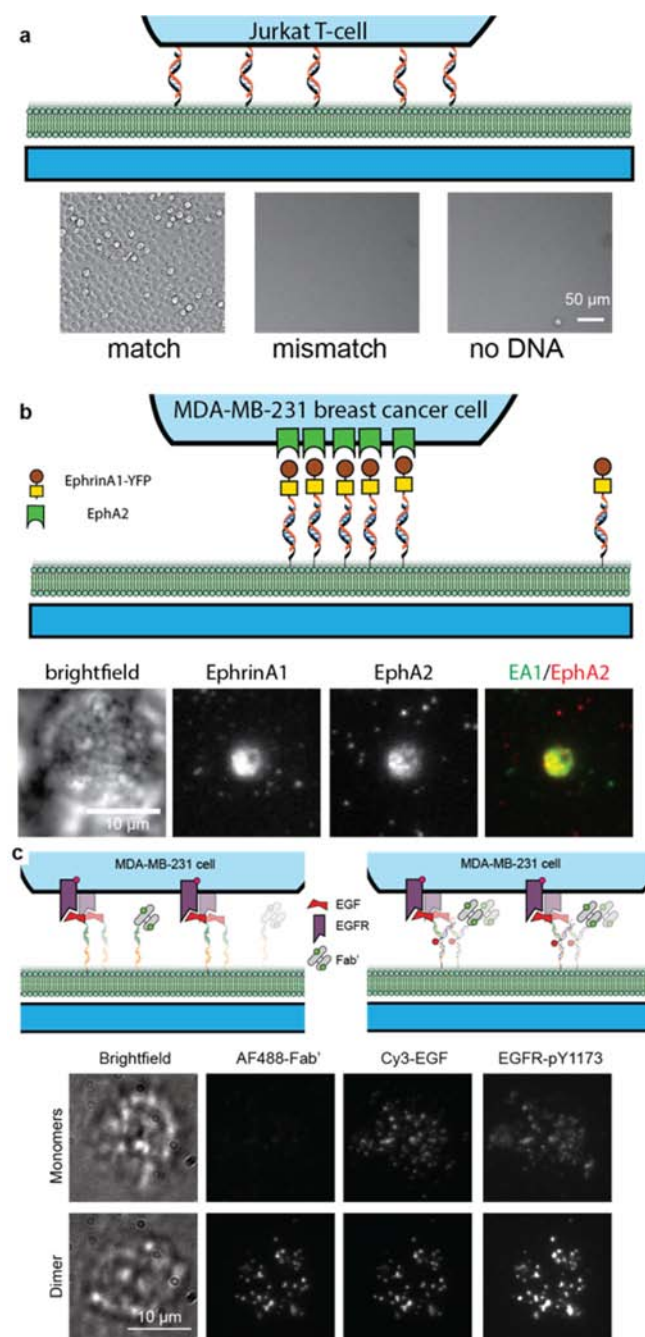 a
Jurkat T-cell
50 µm
match mismatch no DNA
b
MDA-MB-231 breast cancer cell
EphrinA1-YFP
EphA2
brightfield EphrinA1 EphA2 EA1/EphA2
10 µm
c
MDA-MB-231 cell MDA-MB-231 cell
EGF
EGFR
Fab'
Brightfield AF488-Fab' Cy3-EGF EGFR-pY1173
Monomers
Dimer
10 µm